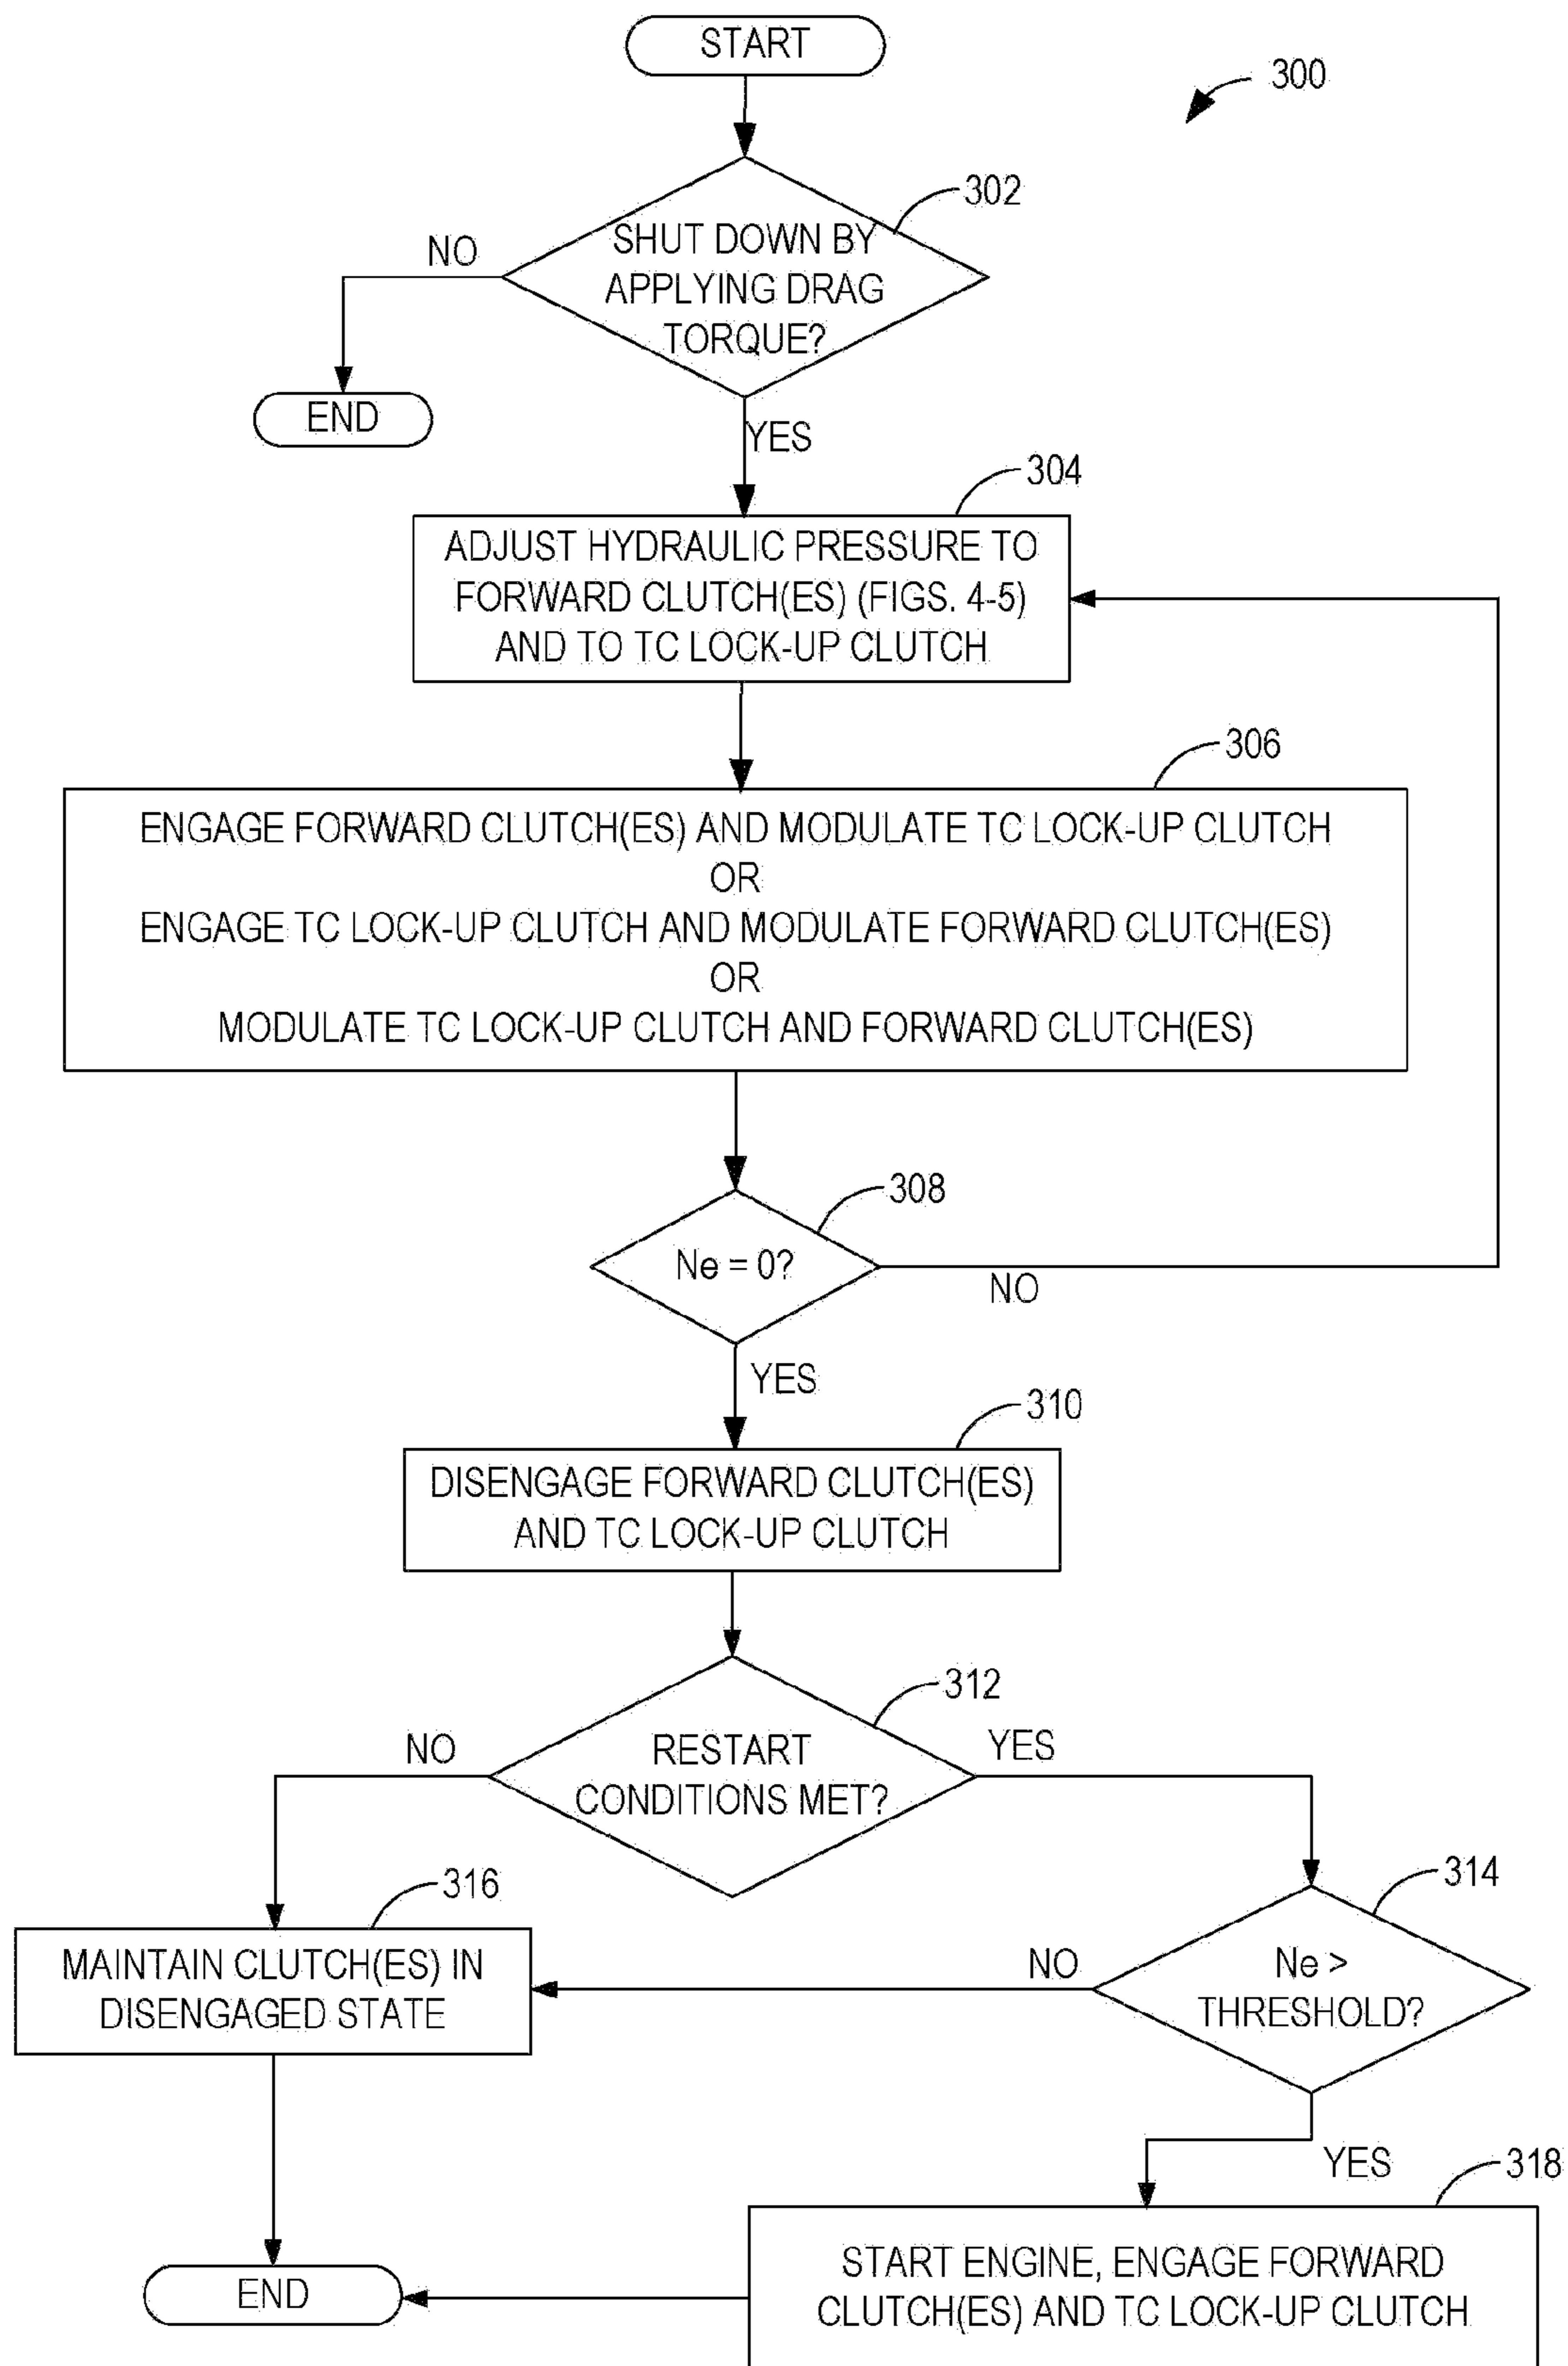 START
300
302
SHUT DOWN BY
APPLYING DRAG
TORQUE?
NO
END
YES
304
ADJUST HYDRAULIC PRESSURE TO
FORWARD CLUTCH(ES) (FIGS. 4-5)
AND TO TC LOCK-UP CLUTCH
306
ENGAGE FORWARD CLUTCH(ES) AND MODULATE TC LOCK-UP CLUTCH
OR
ENGAGE TC LOCK-UP CLUTCH AND MODULATE FORWARD CLUTCH(ES)
OR
MODULATE TC LOCK-UP CLUTCH AND FORWARD CLUTCH(ES)
308
Ne = 0?
NO
YES
310
DISENGAGE FORWARD CLUTCH(ES)
AND TC LOCK-UP CLUTCH
312
RESTART
CONDITIONS MET?
NO
YES
316
MAINTAIN CLUTCH(ES) IN
DISENGAGED STATE
314
Ne >
THRESHOLD?
NO
YES
318
START ENGINE, ENGAGE FORWARD
CLUTCH(ES) AND TC LOCK-UP CLUTCH
END